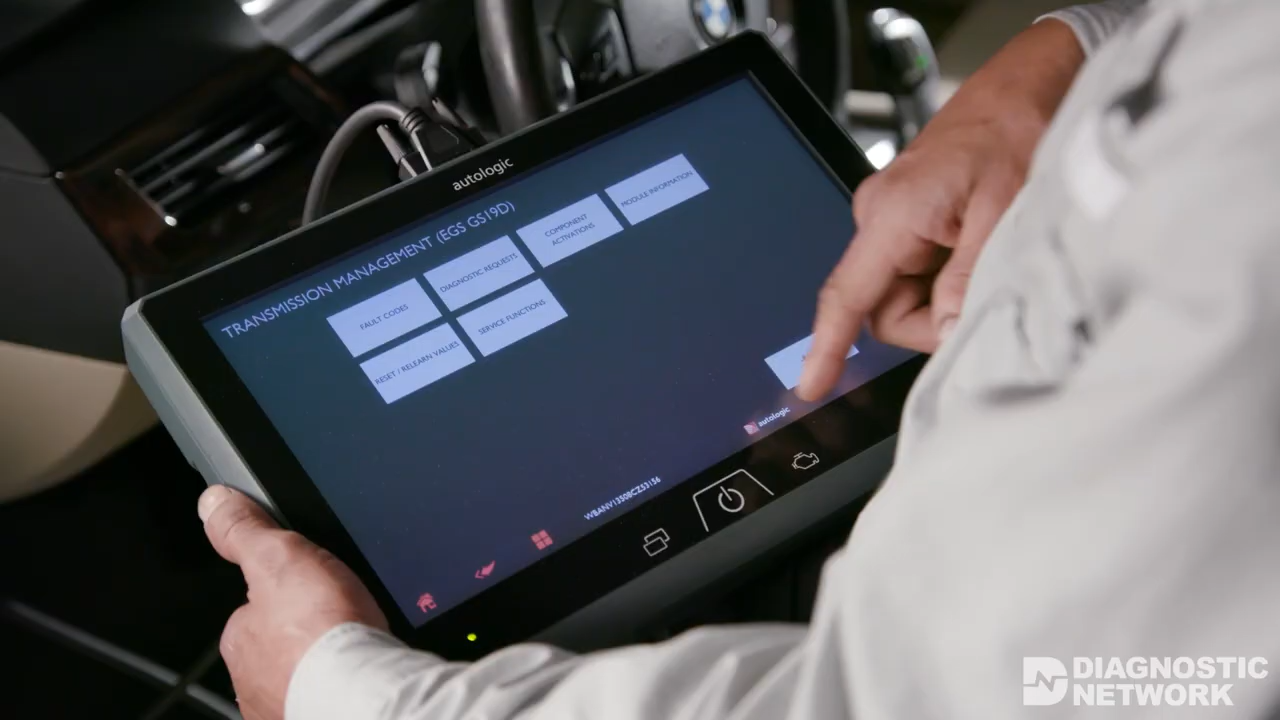 autologic
TRANSMISSION MANAGEMENT (EGS GS19D)
FAULT CODES
DIAGNOSTIC REQUESTS
COMPONENT
ACTIVATIONS
MODULE INFORMATION
RESET / RELEARN VALUES
SERVICE FUNCTIONS
autologic
WBANV13508CZ53156
DIAGNOSTIC
NETWORK